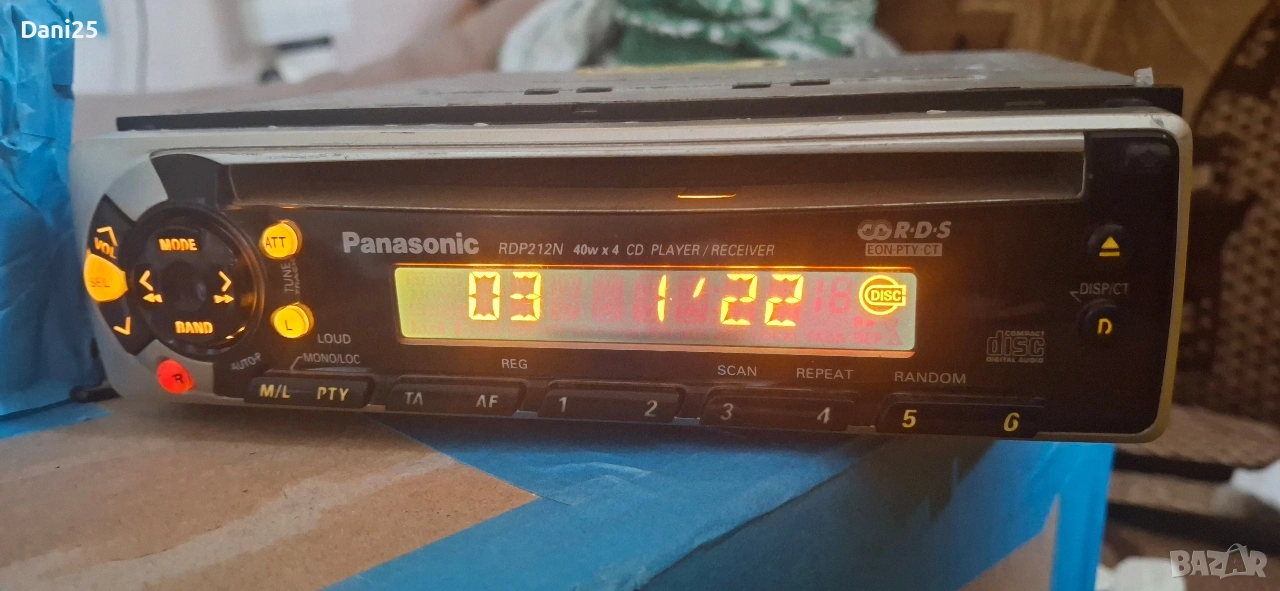 Dani25
VOL
SEL
MODE
BAND
ATT
TUNE
L
LOUD
AUTO·P
MONO/LOC
M/L PTY
Panasonic RDP212N 40w x 4 CD PLAYER/RECEIVER
R·D·S
EON·PTY·CT
03 1'22 DISC
DISP/CT
COMPACT
disc
DIGITAL AUDIO
REG SCAN REPEAT RANDOM
TA AF 1 2 3 4 5 6
BAZAR